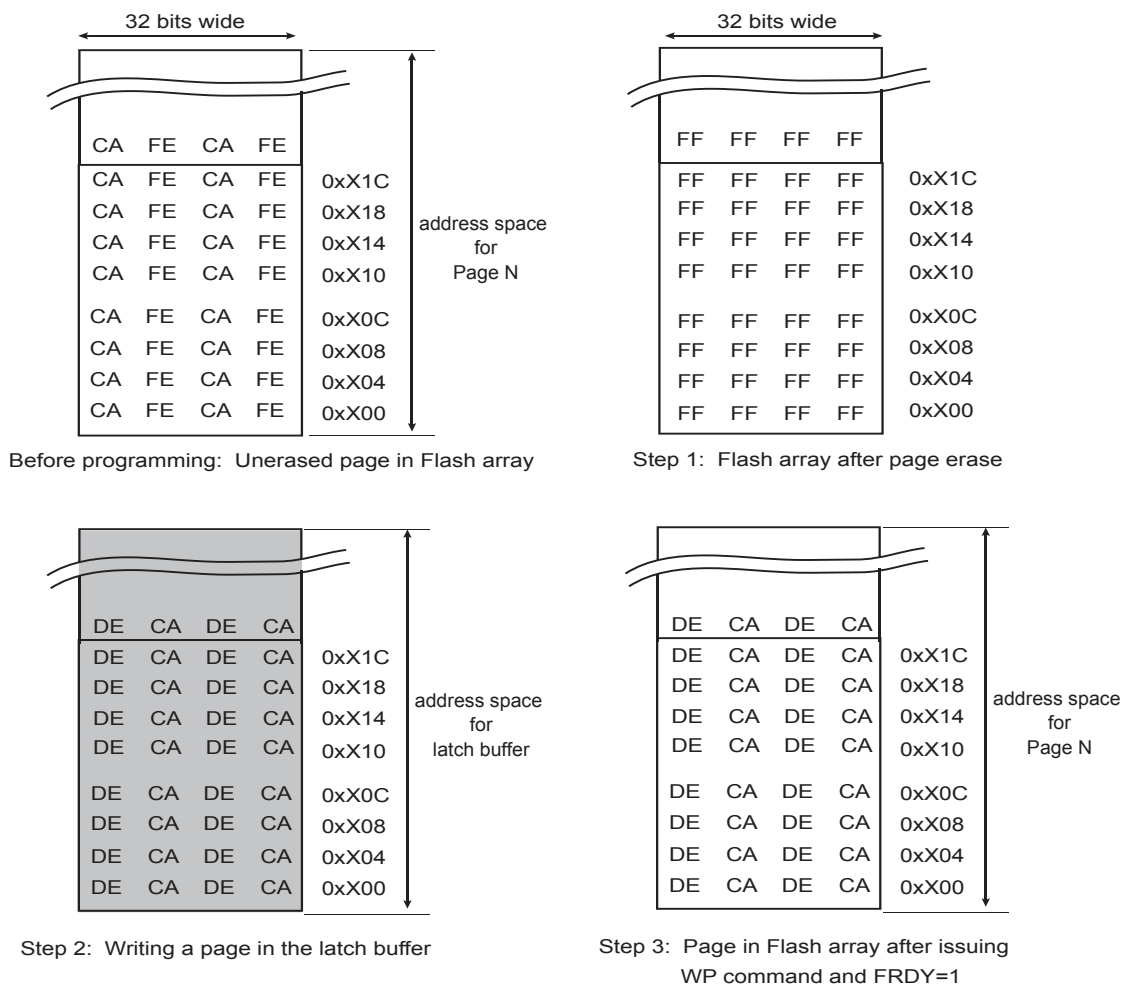 32 bits wide
CA FE CA FE
CA FE CA FE 0xX1C
CA FE CA FE 0xX18
CA FE CA FE 0xX14
CA FE CA FE 0xX10
CA FE CA FE 0xX0C
CA FE CA FE 0xX08
CA FE CA FE 0xX04
CA FE CA FE 0xX00
address space
for
Page N
Before programming: Unerased page in Flash array
32 bits wide
FF FF FF FF
FF FF FF FF 0xX1C
FF FF FF FF 0xX18
FF FF FF FF 0xX14
FF FF FF FF 0xX10
FF FF FF FF 0xX0C
FF FF FF FF 0xX08
FF FF FF FF 0xX04
FF FF FF FF 0xX00
Step 1: Flash array after page erase
DE CA DE CA
DE CA DE CA 0xX1C
DE CA DE CA 0xX18
DE CA DE CA 0xX14
DE CA DE CA 0xX10
DE CA DE CA 0xX0C
DE CA DE CA 0xX08
DE CA DE CA 0xX04
DE CA DE CA 0xX00
address space
for
latch buffer
Step 2: Writing a page in the latch buffer
DE CA DE CA
DE CA DE CA 0xX1C
DE CA DE CA 0xX18
DE CA DE CA 0xX14
DE CA DE CA 0xX10
DE CA DE CA 0xX0C
DE CA DE CA 0xX08
DE CA DE CA 0xX04
DE CA DE CA 0xX00
address space
for
Page N
Step 3: Page in Flash array after issuing
WP command and FRDY=1